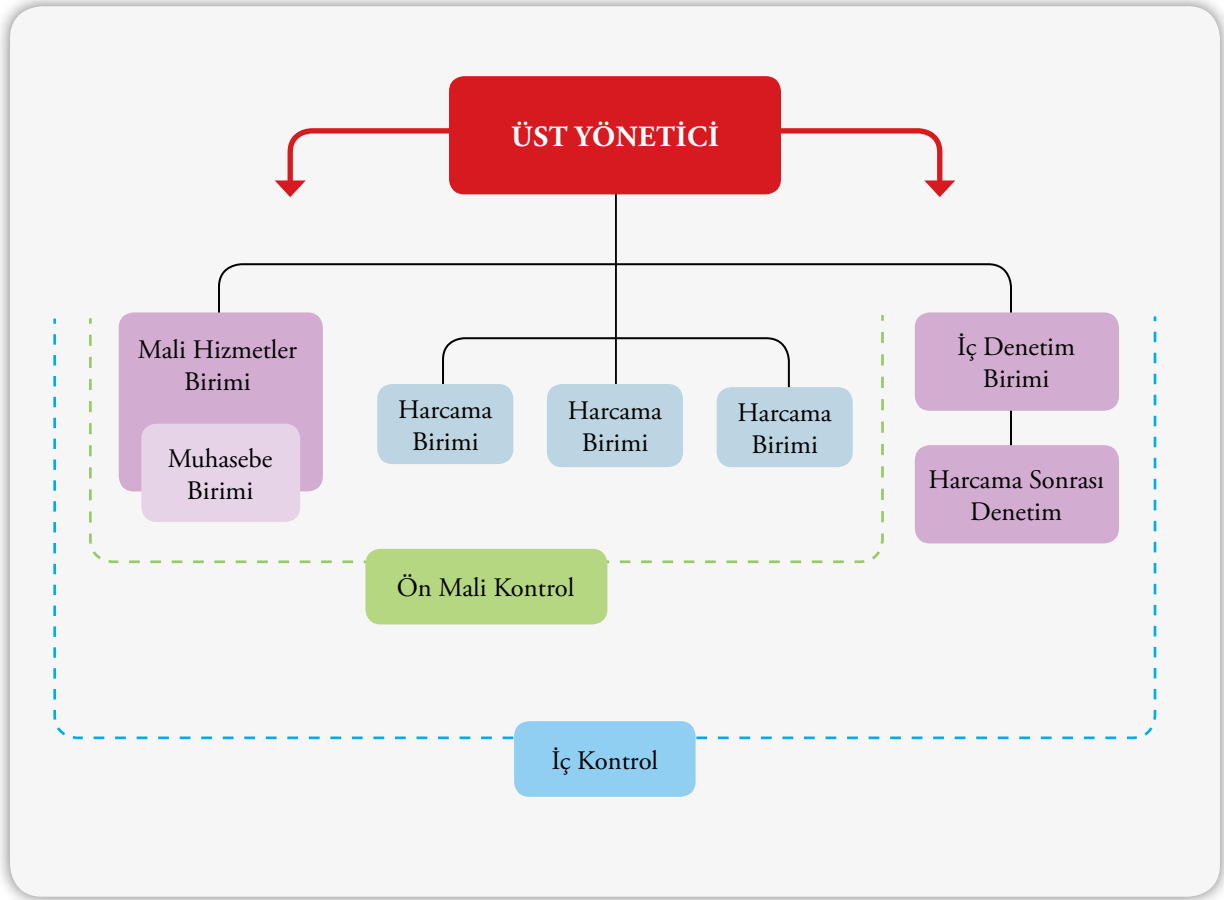 ÜST YÖNETİCİ
Mali Hizmetler
Birimi
Muhasebe
Birimi
Harcama
Birimi
Harcama
Birimi
Harcama
Birimi
İç Denetim
Birimi
Harcama Sonrası
Denetim
Ön Mali Kontrol
İç Kontrol